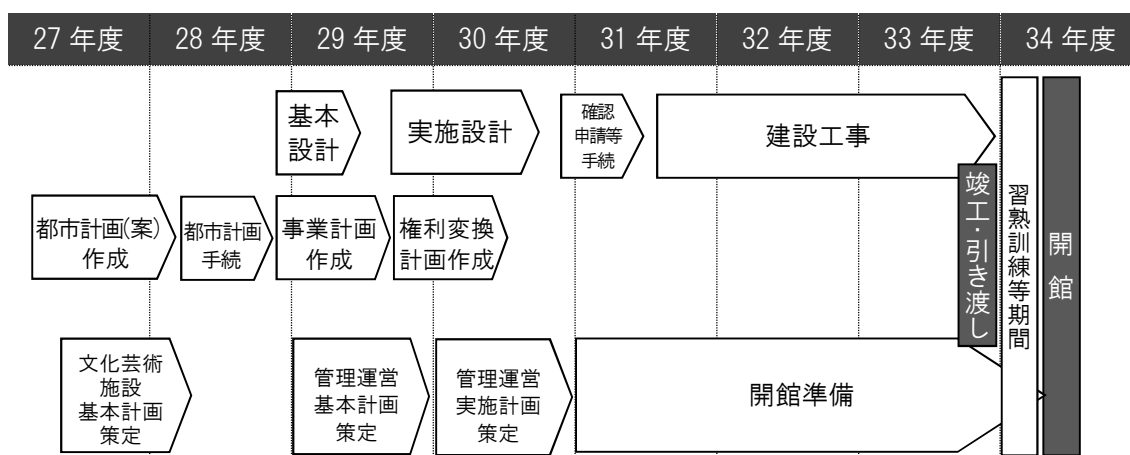 27 年度
28 年度
29 年度
30 年度
31 年度
32 年度
33 年度
34 年度
基本
設計
実施設計
確認
申請等
手続
建設工事
都市計画(案)
作成
都市計画
手続
事業計画
作成
権利変換
計画作成
竣工・引き渡し
習熟訓練等期間
開館
文化芸術
施設
基本計画
策定
管理運営
基本計画
策定
管理運営
実施計画
策定
開館準備